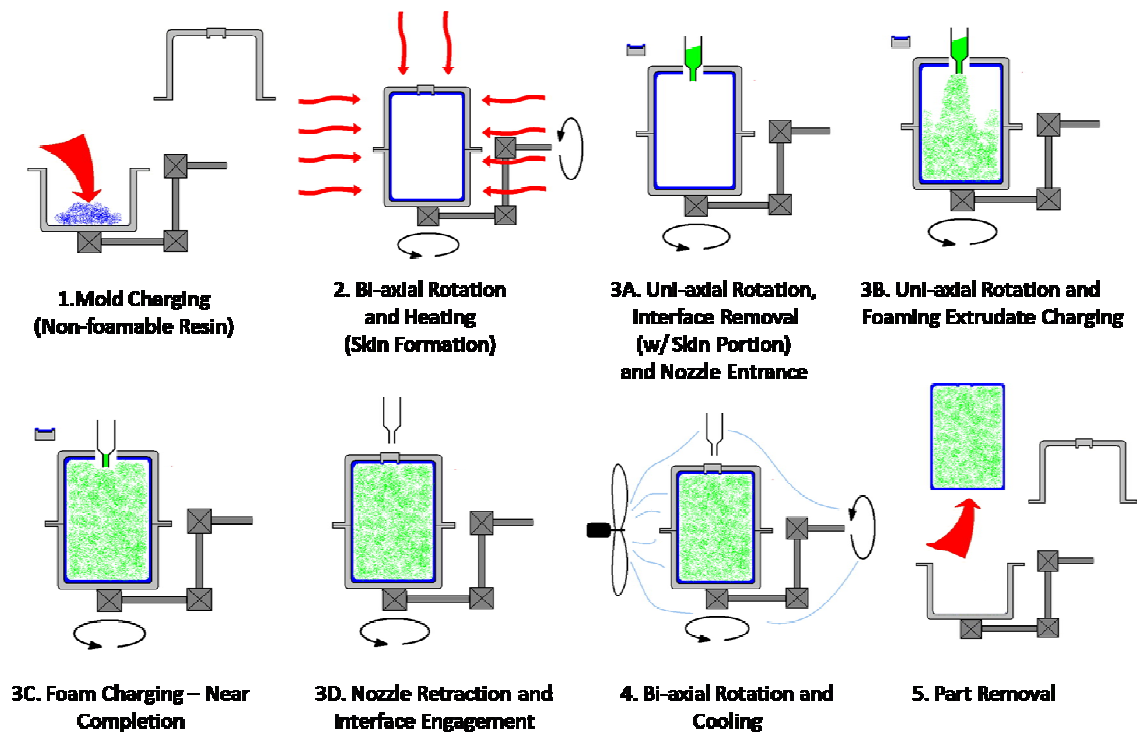 1.Mold Charging
(Non-foamable Resin)
2. Bi-axial Rotation
and Heating
(Skin Formation)
3A. Uni-axial Rotation,
Interface Removal
(w/ Skin Portion)
and Nozzle Entrance
3B. Uni-axial Rotation and
Foaming Extrudate Charging
3C. Foam Charging – Near
Completion
3D. Nozzle Retraction and
Interface Engagement
4. Bi-axial Rotation and
Cooling
5. Part Removal